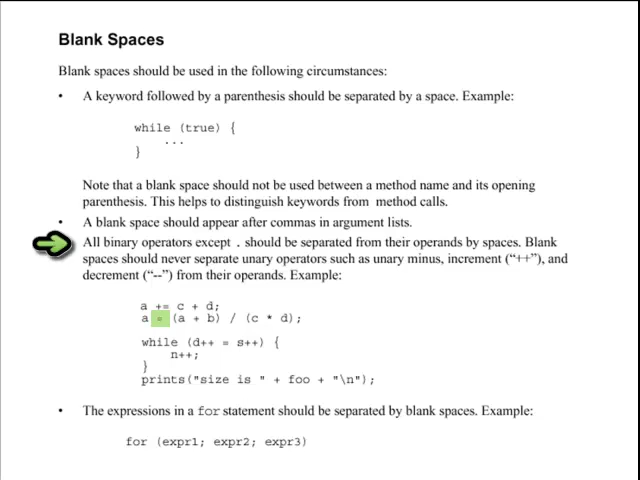 Blank Spaces
Blank spaces should be used in the following circumstances:
• A keyword followed by a parenthesis should be separated by a space. Example:
while (true) {
...
}
Note that a blank space should not be used between a method name and its opening
parenthesis. This helps to distinguish keywords from method calls.
• A blank space should appear after commas in argument lists.
All binary operators except . should be separated from their operands by spaces. Blank
spaces should never separate unary operators such as unary minus, increment (“++”), and
decrement (“--”) from their operands. Example:
a += c + d;
a = (a + b) / (c * d);
while (d++ = s++) {
n++;
}
prints("size is " + foo + "\n");
• The expressions in a for statement should be separated by blank spaces. Example:
for (expr1; expr2; expr3)